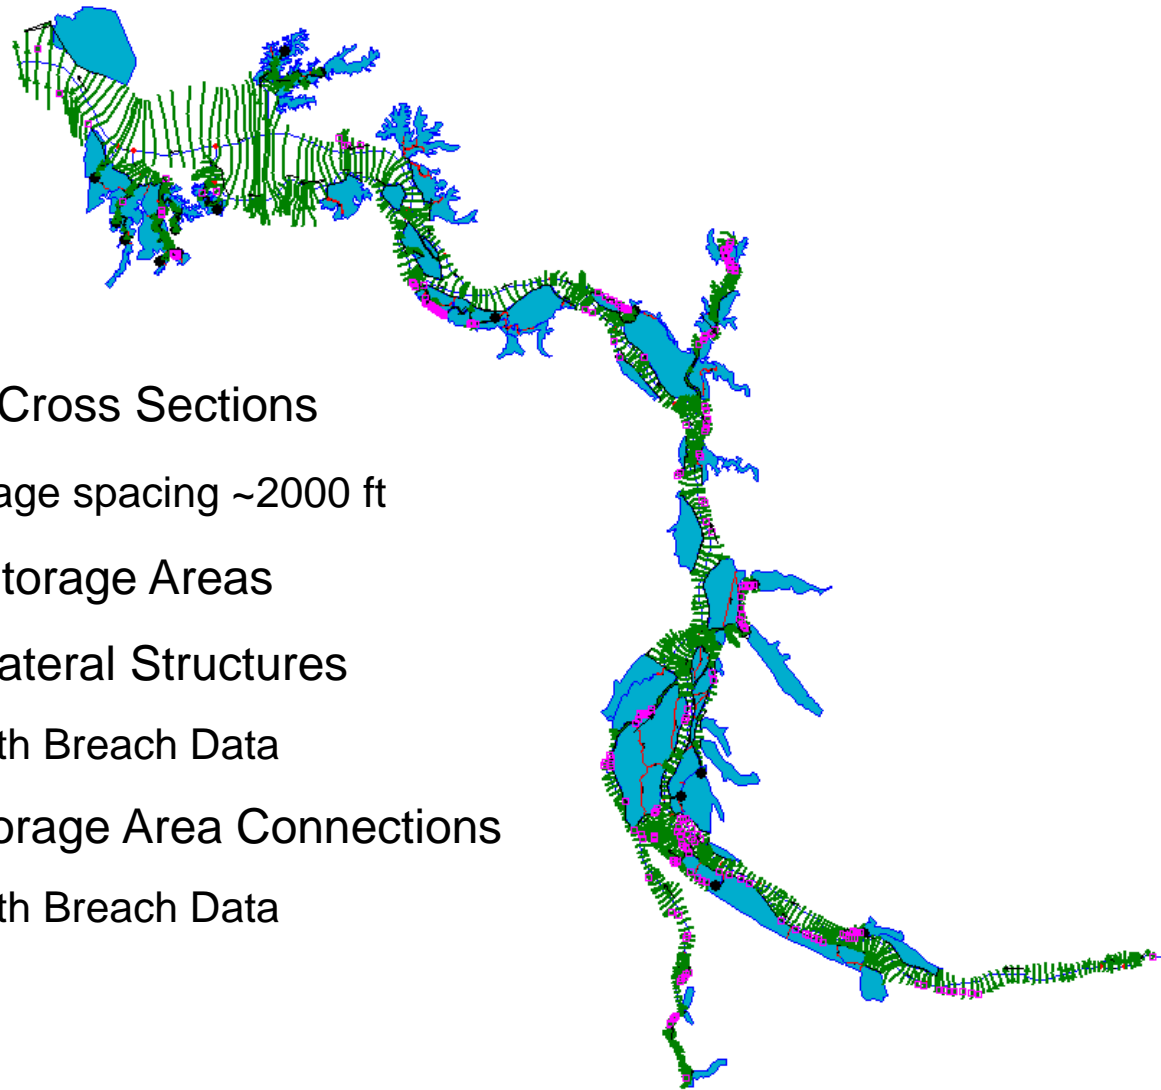 Cross Sections
age spacing ~2000 ft
torage Areas
ateral Structures
th Breach Data
orage Area Connections
th Breach Data